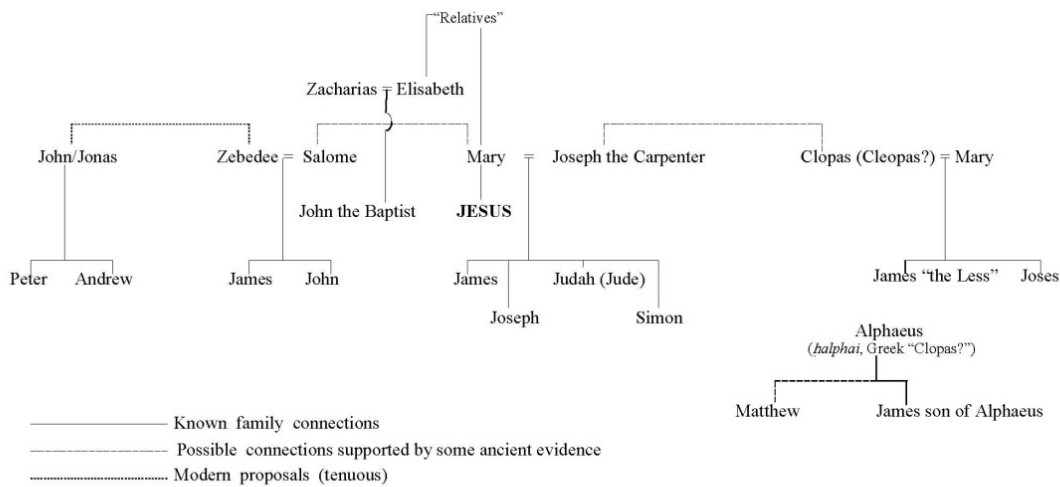 "Relatives"
Zacharias = Elisabeth
John/Jonas Zebedee = Salome Mary = Joseph the Carpenter Clopas (Cleopas?) = Mary
John the Baptist JESUS
Peter Andrew James John James Judah (Jude) James “the Less” Joses
Joseph Simon
Alphaeus
(halphai, Greek “Clopas?”)
Matthew James son of Alphaeus
Known family connections
Possible connections supported by some ancient evidence
Modern proposals (tenuous)